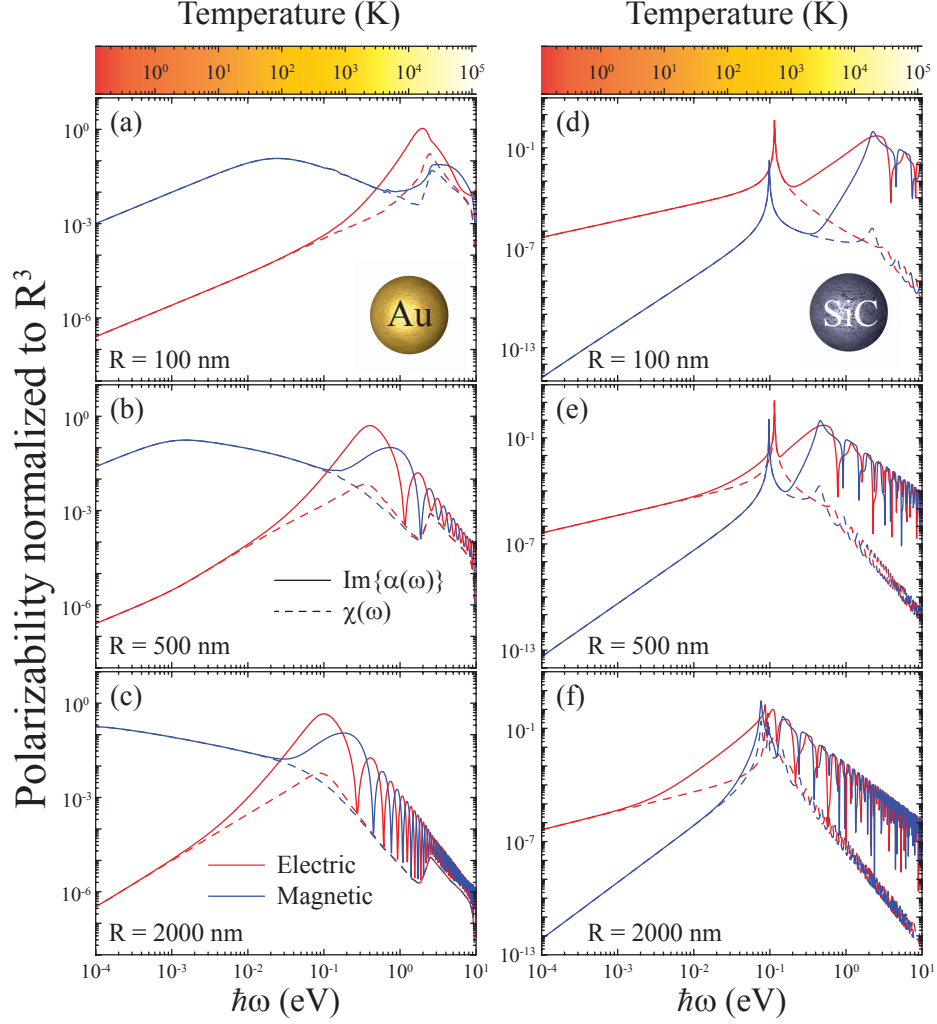 Temperature (K)
Temperature (K)
10⁰ 10¹ 10² 10³ 10⁴ 10⁵
10⁰ 10¹ 10² 10³ 10⁴ 10⁵
Polarizability normalized to R³
(a)
10⁰
10⁻³
10⁻⁶
Au
R = 100 nm
(d)
10⁻¹
10⁻⁷
10⁻¹³
SiC
R = 100 nm
(b)
10⁰
10⁻³
10⁻⁶
Im{α(ω)}
χ(ω)
R = 500 nm
(e)
10⁻¹
10⁻⁷
10⁻¹³
R = 500 nm
(c)
10⁰
10⁻³
10⁻⁶
Electric
Magnetic
R = 2000 nm
(f)
10⁻¹
10⁻⁷
10⁻¹³
R = 2000 nm
10⁻⁴ 10⁻³ 10⁻² 10⁻¹ 10⁰ 10¹
10⁻⁴ 10⁻³ 10⁻² 10⁻¹ 10⁰ 10¹
ħω (eV)
ħω (eV)